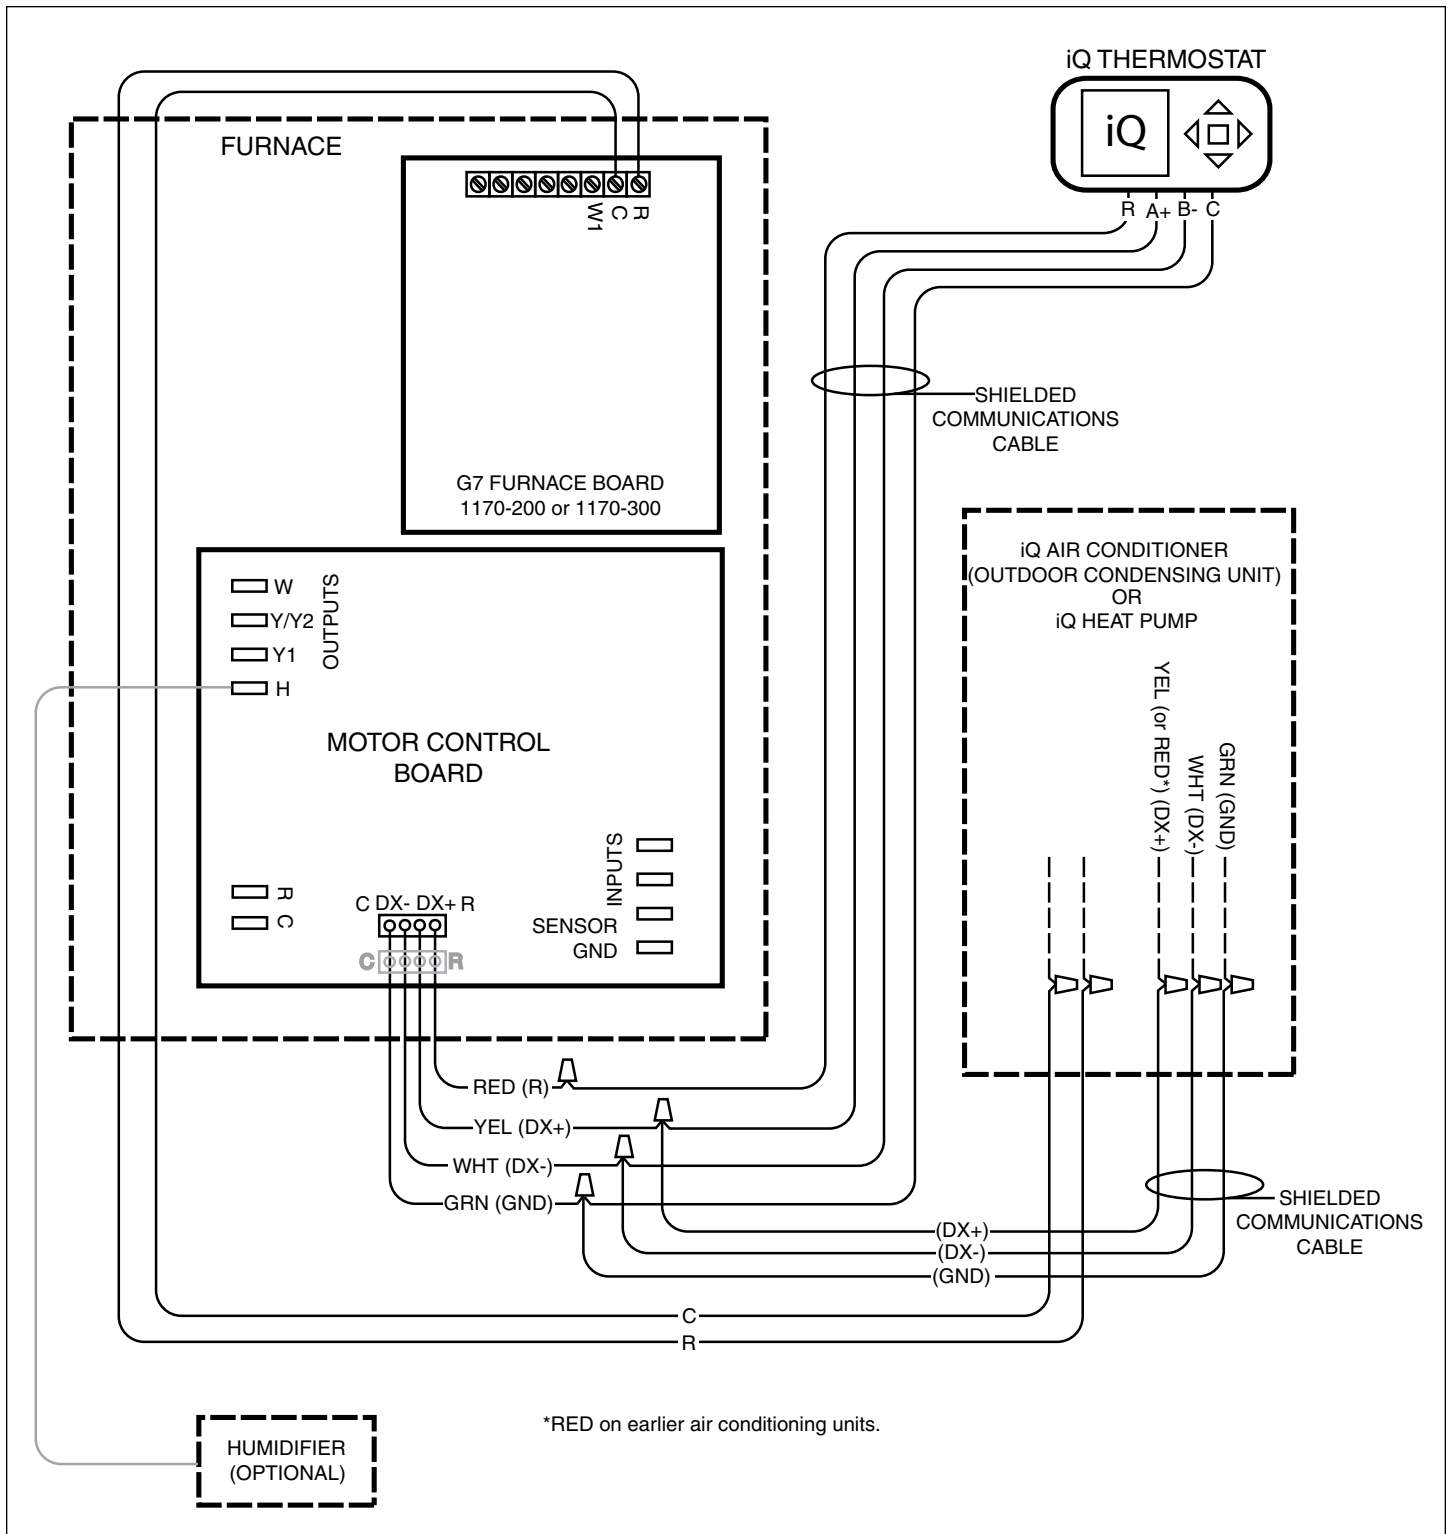 iQ THERMOSTAT
iQ
R A+ B- C
FURNACE
W1 C R
G7 FURNACE BOARD
1170-200 or 1170-300
SHIELDED
COMMUNICATIONS
CABLE
iQ AIR CONDITIONER
(OUTDOOR CONDENSING UNIT)
OR
iQ HEAT PUMP
YEL (or RED*) (DX+)
WHT (DX-)
GRN (GND)
W
Y/Y2
Y1
H
OUTPUTS
MOTOR CONTROL
BOARD
R
C
C DX- DX+ R
C R
INPUTS
SENSOR
GND
RED (R)
YEL (DX+)
WHT (DX-)
GRN (GND)
(DX+)
(DX-)
(GND)
SHIELDED
COMMUNICATIONS
CABLE
C
R
*RED on earlier air conditioning units.
HUMIDIFIER
(OPTIONAL)